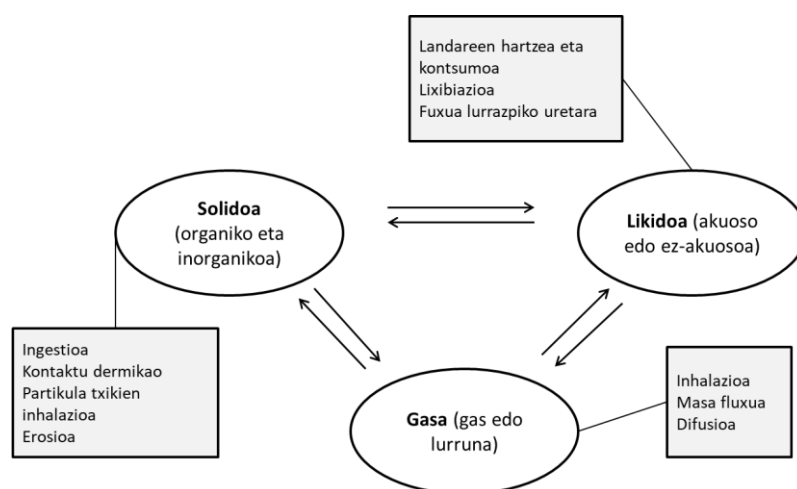 Landareen hartzea eta
kontsumoa
Lixibiazioa
Fuxua lurrazpiko uretara
Solidoa
(organiko eta
inorganikoa)
Likidoa (akuoso
edo ez-akuosoa)
Ingestioa
Kontaktu dermikao
Partikula txikien
inhalazioa
Erosioa
Gasa (gas edo
lurruna)
Inhalazioa
Masa fluxua
Difusioa